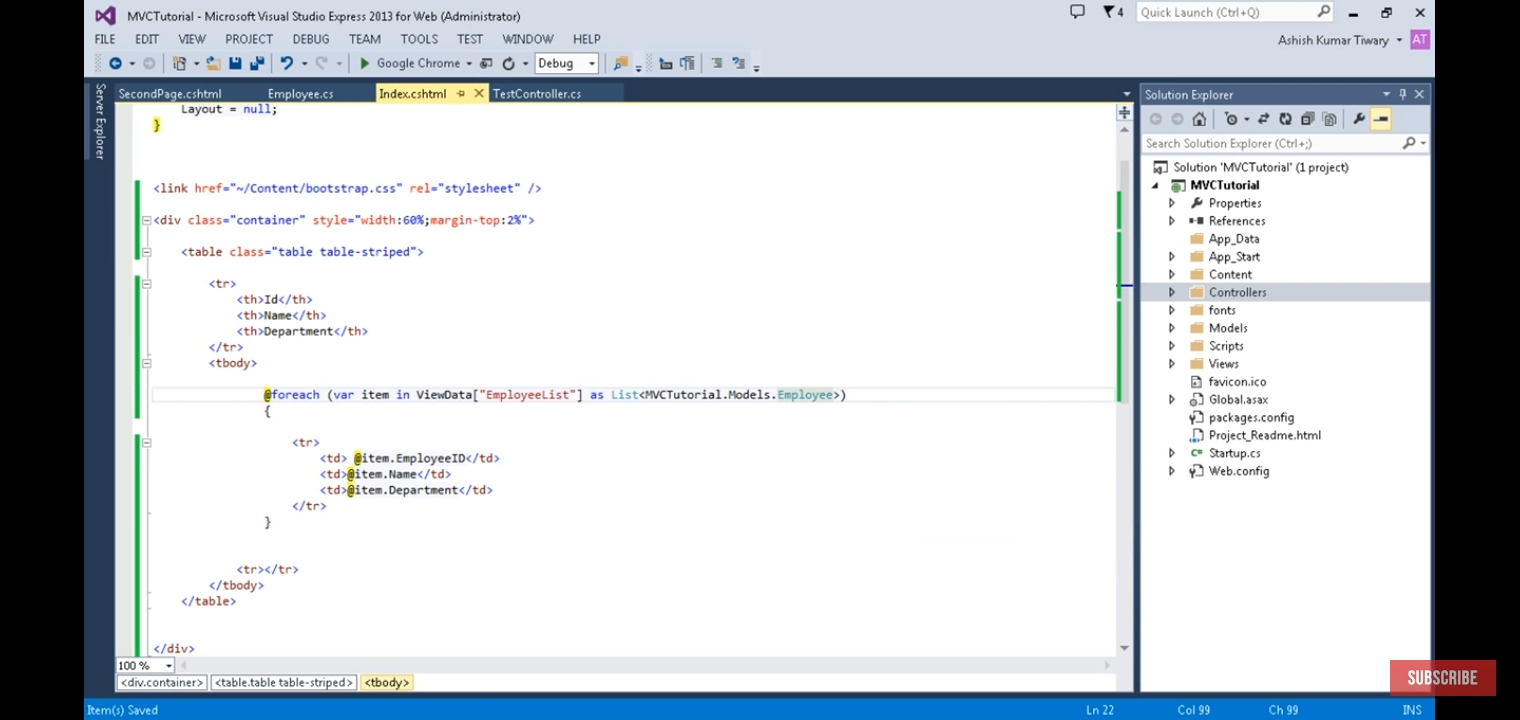 MVCTutorial - Microsoft Visual Studio Express 2013 for Web (Administrator)
4
Quick Launch (Ctrl+Q)
FILE EDIT VIEW PROJECT DEBUG TEAM TOOLS TEST WINDOW HELP
Ashish Kumar Tiwary AT
Google Chrome Debug
Server Explorer
SecondPage.cshtml Employee.cs Index.cshtml TestController.cs
Layout = null;
}
<link href="~/Content/bootstrap.css" rel="stylesheet" />
<div class="container" style="width:60%;margin-top:2%">
<table class="table table-striped">
<tr>
<th>Id</th>
<th>Name</th>
<th>Department</th>
</tr>
<tbody>
@foreach (var item in ViewData["EmployeeList"] as List<MVCTutorial.Models.Employee>)
{
<tr>
<td> @item.EmployeeID</td>
<td>@item.Name</td>
<td>@item.Department</td>
</tr>
}
<tr></tr>
</tbody>
</table>
</div>
100 %
<div.container> <table.table table-striped> <tbody>
Solution Explorer
Search Solution Explorer (Ctrl+;)
Solution 'MVCTutorial' (1 project)
MVCTutorial
Properties
References
App_Data
App_Start
Content
Controllers
fonts
Models
Scripts
Views
favicon.ico
Global.asax
packages.config
Project_Readme.html
Startup.cs
Web.config
SUBSCRIBE
Item(s) Saved Ln 22 Col 99 Ch 99 INS